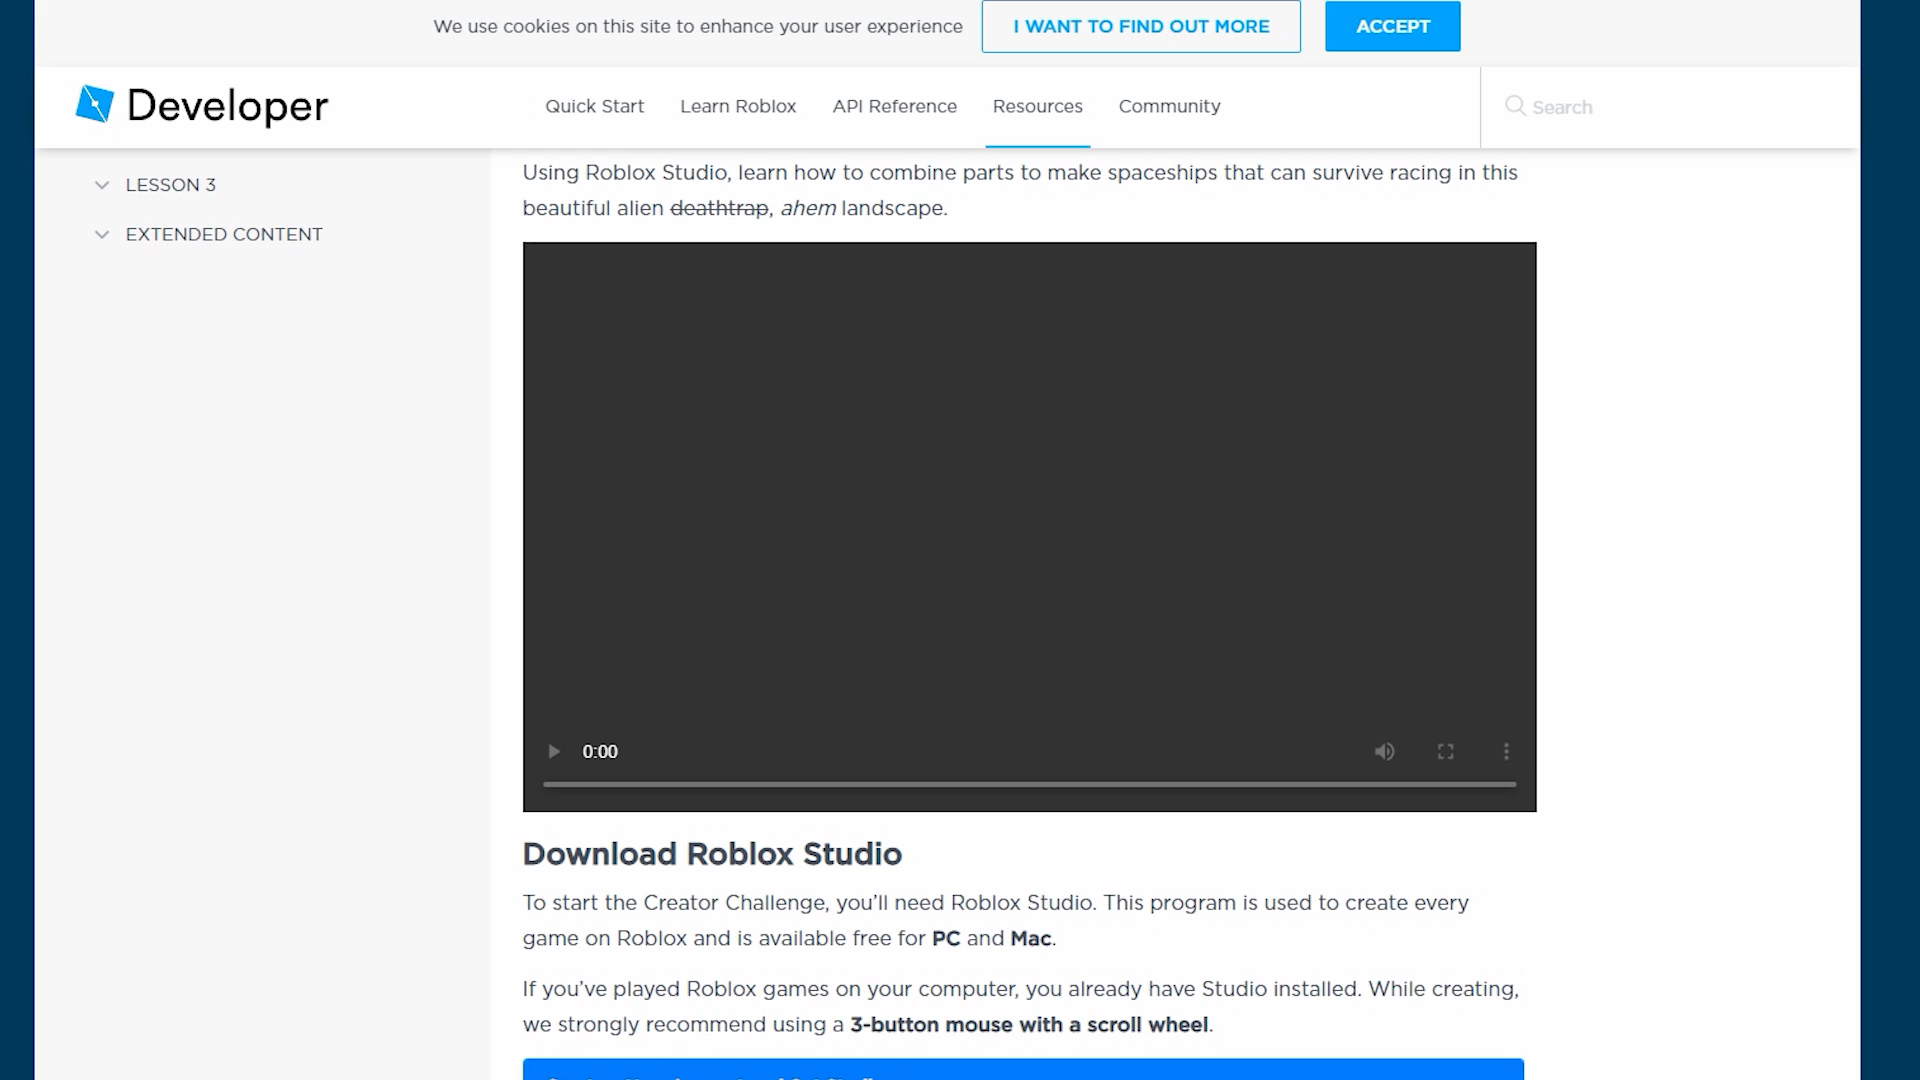 We use cookies on this site to enhance your user experience
I WANT TO FIND OUT MORE
ACCEPT
Developer
Quick Start
Learn Roblox
API Reference
Resources
Community
Search
LESSON 3
EXTENDED CONTENT
Using Roblox Studio, learn how to combine parts to make spaceships that can survive racing in this
beautiful alien deathtrap, ahem landscape.
0:00
Download Roblox Studio
To start the Creator Challenge, you’ll need Roblox Studio. This program is used to create every
game on Roblox and is available free for PC and Mac.
If you’ve played Roblox games on your computer, you already have Studio installed. While creating,
we strongly recommend using a 3-button mouse with a scroll wheel.